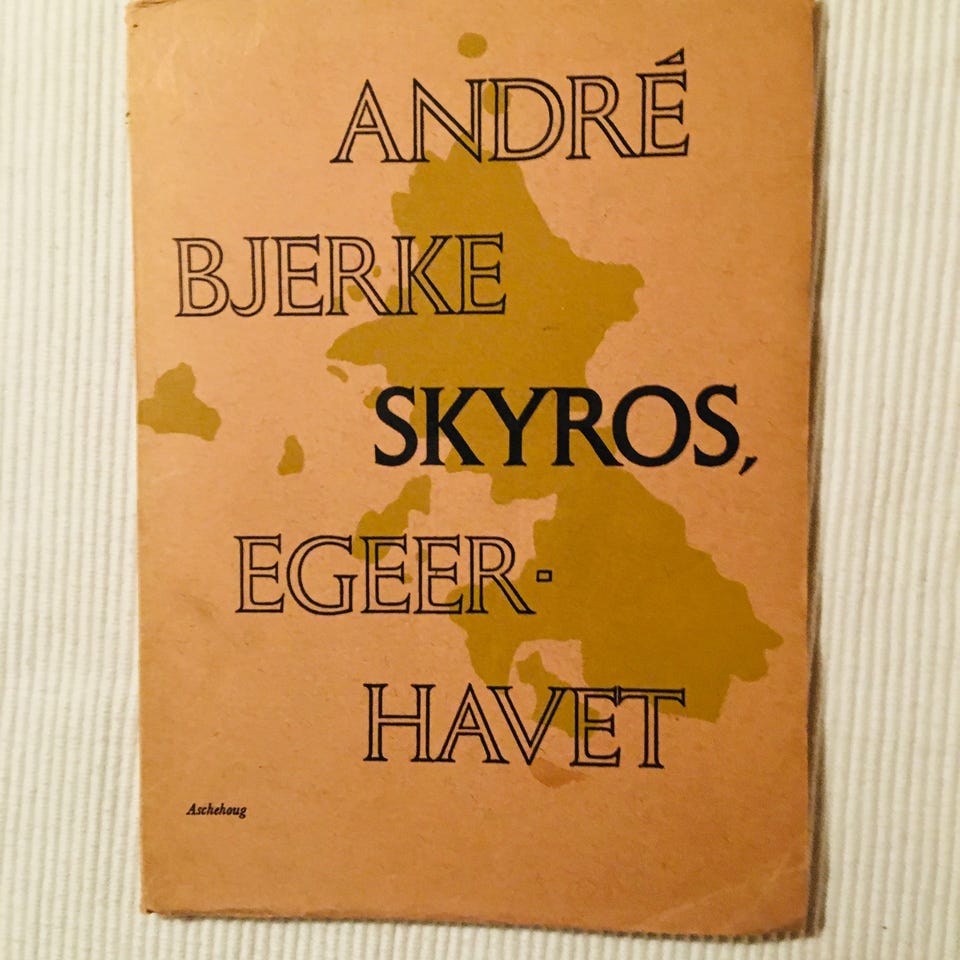 ANDRÉ
BJERKE
SKYROS,
EGEER-
HAVET
Aschehoug